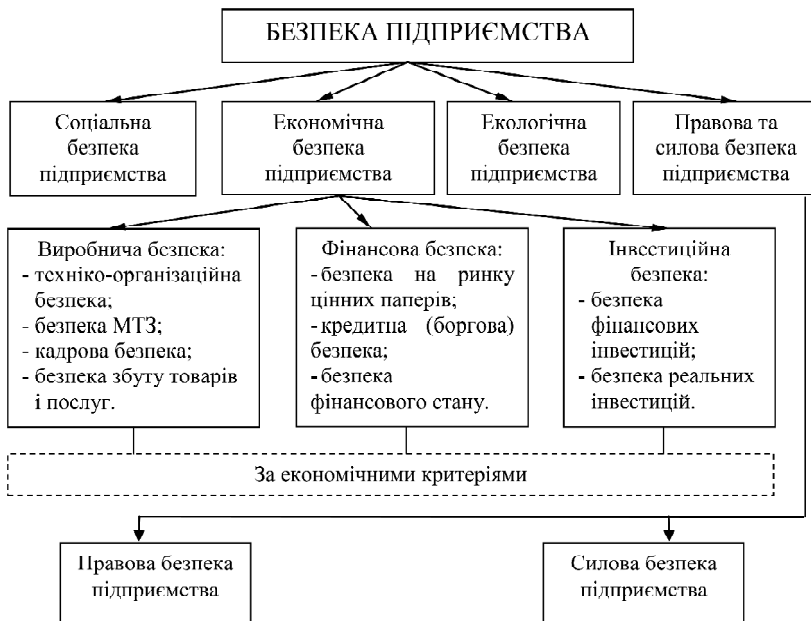 БЕЗПЕКА ПІДПРИЄМСТВА
Соціальна
безпека
підприємства
Економічна
безпека
підприємства
Екологічна
безпека
підприємства
Правова та
силова безпека
підприємства
Виробнича безпека:
- техніко-організаційна
безпека;
- безпека МТЗ;
- кадрова безпека;
- безпека збуту товарів
і послуг.
Фінансова безпека:
- безпека на ринку
цінних паперів;
- кредитна (боргова)
безпека;
- безпека
фінансового стану.
Інвестиційна
безпека:
- безпека
фінансових
інвестицій;
- безпека реальних
інвестицій.
За економічними критеріями
Правова безпека
підприємства
Силова безпека
підприємства